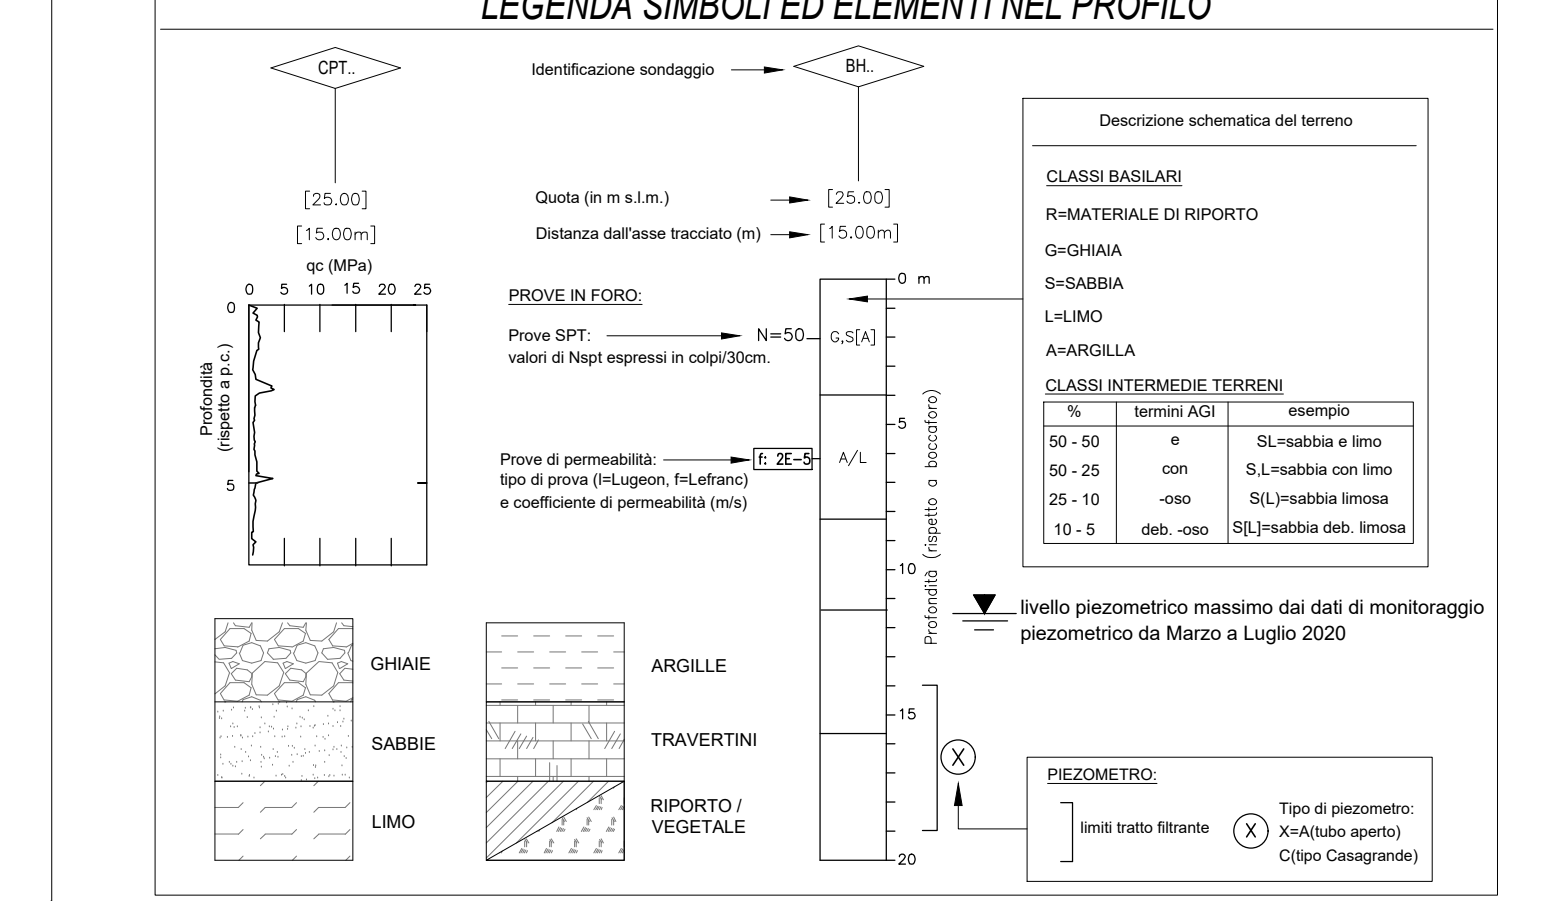 LEGENDA SIMBOLI ED ELEMENTI NEL PROFILO
CPT..
Identificazione sondaggio
BH..
[25.00]
[15.00m]
Quota (in m s.l.m.)
[25.00]
Distanza dall'asse tracciato (m)
[15.00m]
qc (MPa)
0 5 10 15 20 25
0
5
Profondità
(rispetto a p.c.)
PROVE IN FORO:
Prove SPT:
N=50
valori di Nspt espressi in colpi/30cm.
Prove di permeabilità:
f: 2E-5
tipo di prova (l=Lugeon, f=Lefranc)
e coefficiente di permeabilità (m/s)
0 m
G,S[A]
5
A/L
10
15
20
Profondità (rispetto a boccaforo)
X
Descrizione schematica del terreno
CLASSI BASILARI
R=MATERIALE DI RIPORTO
G=GHIAIA
S=SABBIA
L=LIMO
A=ARGILLA
CLASSI INTERMEDIE TERRENI
% termini AGI esempio
50 - 50 e SL=sabbia e limo
50 - 25 con S,L=sabbia con limo
25 - 10 -oso S(L)=sabbia limosa
10 - 5 deb. -oso S[L]=sabbia deb. limosa
livello piezometrico massimo dai dati di monitoraggio
piezometrico da Marzo a Luglio 2020
GHIAIE
SABBIE
LIMO
ARGILLE
TRAVERTINI
RIPORTO /
VEGETALE
PIEZOMETRO:
limiti tratto filtrante
X
Tipo di piezometro:
X=A(tubo aperto)
C(tipo Casagrande)